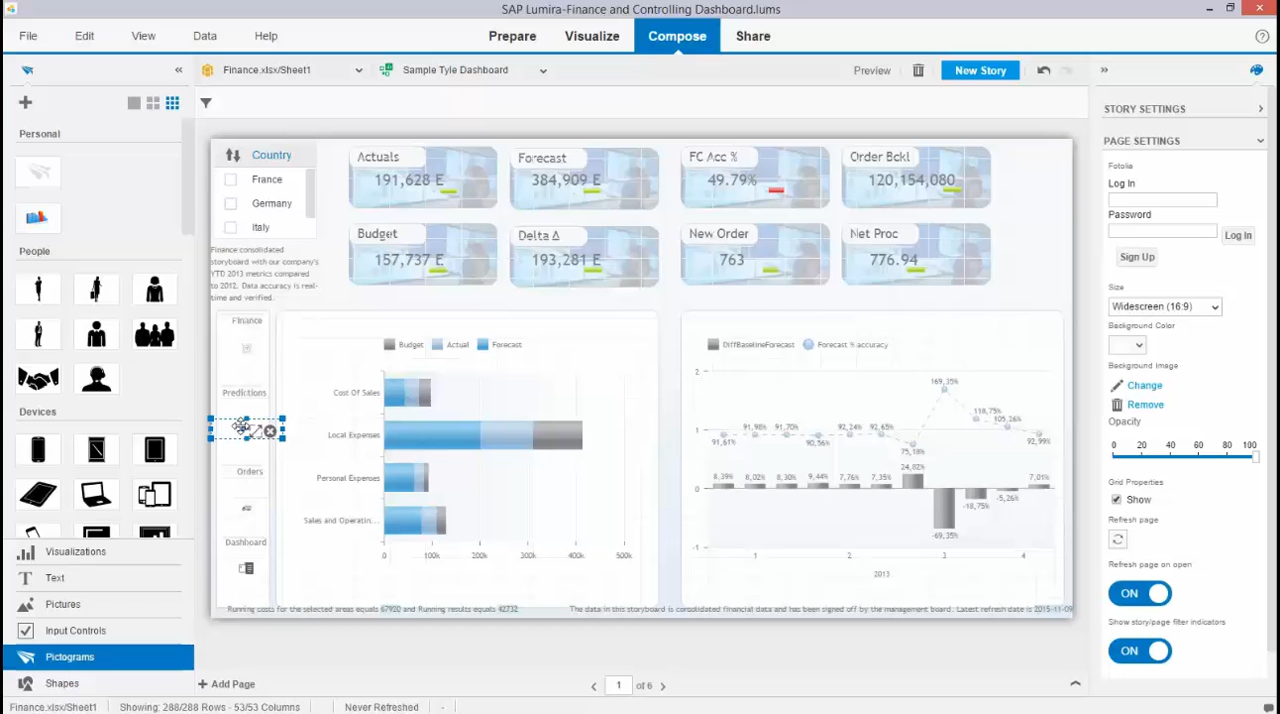 SAP Lumira-Finance and Controlling Dashboard.lums
File Edit View Data Help
Prepare Visualize Compose Share
Finance.xlsx/Sheet1
Sample Tyle Dashboard
Preview
New Story
Personal
People
Devices
Visualizations
Text
Pictures
Input Controls
Pictograms
Shapes
Country
France
Germany
Italy
Finance consolidated
storyboard with our company's
YTD 2013 mesrics compared
to 2012. Data accuracy is real-
time and verified.
Finance
Predictions
Orders
Dashboard
Actuals
191,628 E
Forecast
384,909 E
FC Acc %
49.79%
Order Bckl
120,154,080
Budget
157,737 E
Delta Δ
193,281 E
New Order
763
Net Proc
776.94
Budget Actual Forecast
Cost Of Sales
Local Expenses
Personal Expenses
Sales and Operatin...
0 100k 200k 300k 400k 500k
DiffBaselineForecast Forecast % accuracy
2
1
0
-1
91,61% 91,98% 91,70% 90,56% 92,24% 92,65% 75,18% 169,35% 118,75% 105,26% 92,99%
8,39% 8,02% 8,30% 9,44% 7,76% 7,35% 24,82% -69,35% -18,75% -5,26% 7,01%
1 2 3 4
2013
Running costs for the selected areas equals 67920 and Running results equals 42732
The data in this storyboard is consolidated financial data and has been signed off by the management board. Latest refresh date is 2015-11-09
Add Page
1 of 6
STORY SETTINGS
PAGE SETTINGS
Fotolia
Log In
Password
Log In
Sign Up
Size
Widescreen (16:9)
Background Color
Background Image
Change
Remove
Opacity
0 20 40 60 80 100
Grid Properties
Show
Refresh page
Refresh page on open
ON
Show story/page filter indicators
ON
Finance.xlsx/Sheet1
Showing: 288/288 Rows - 53/53 Columns
Never Refreshed
-